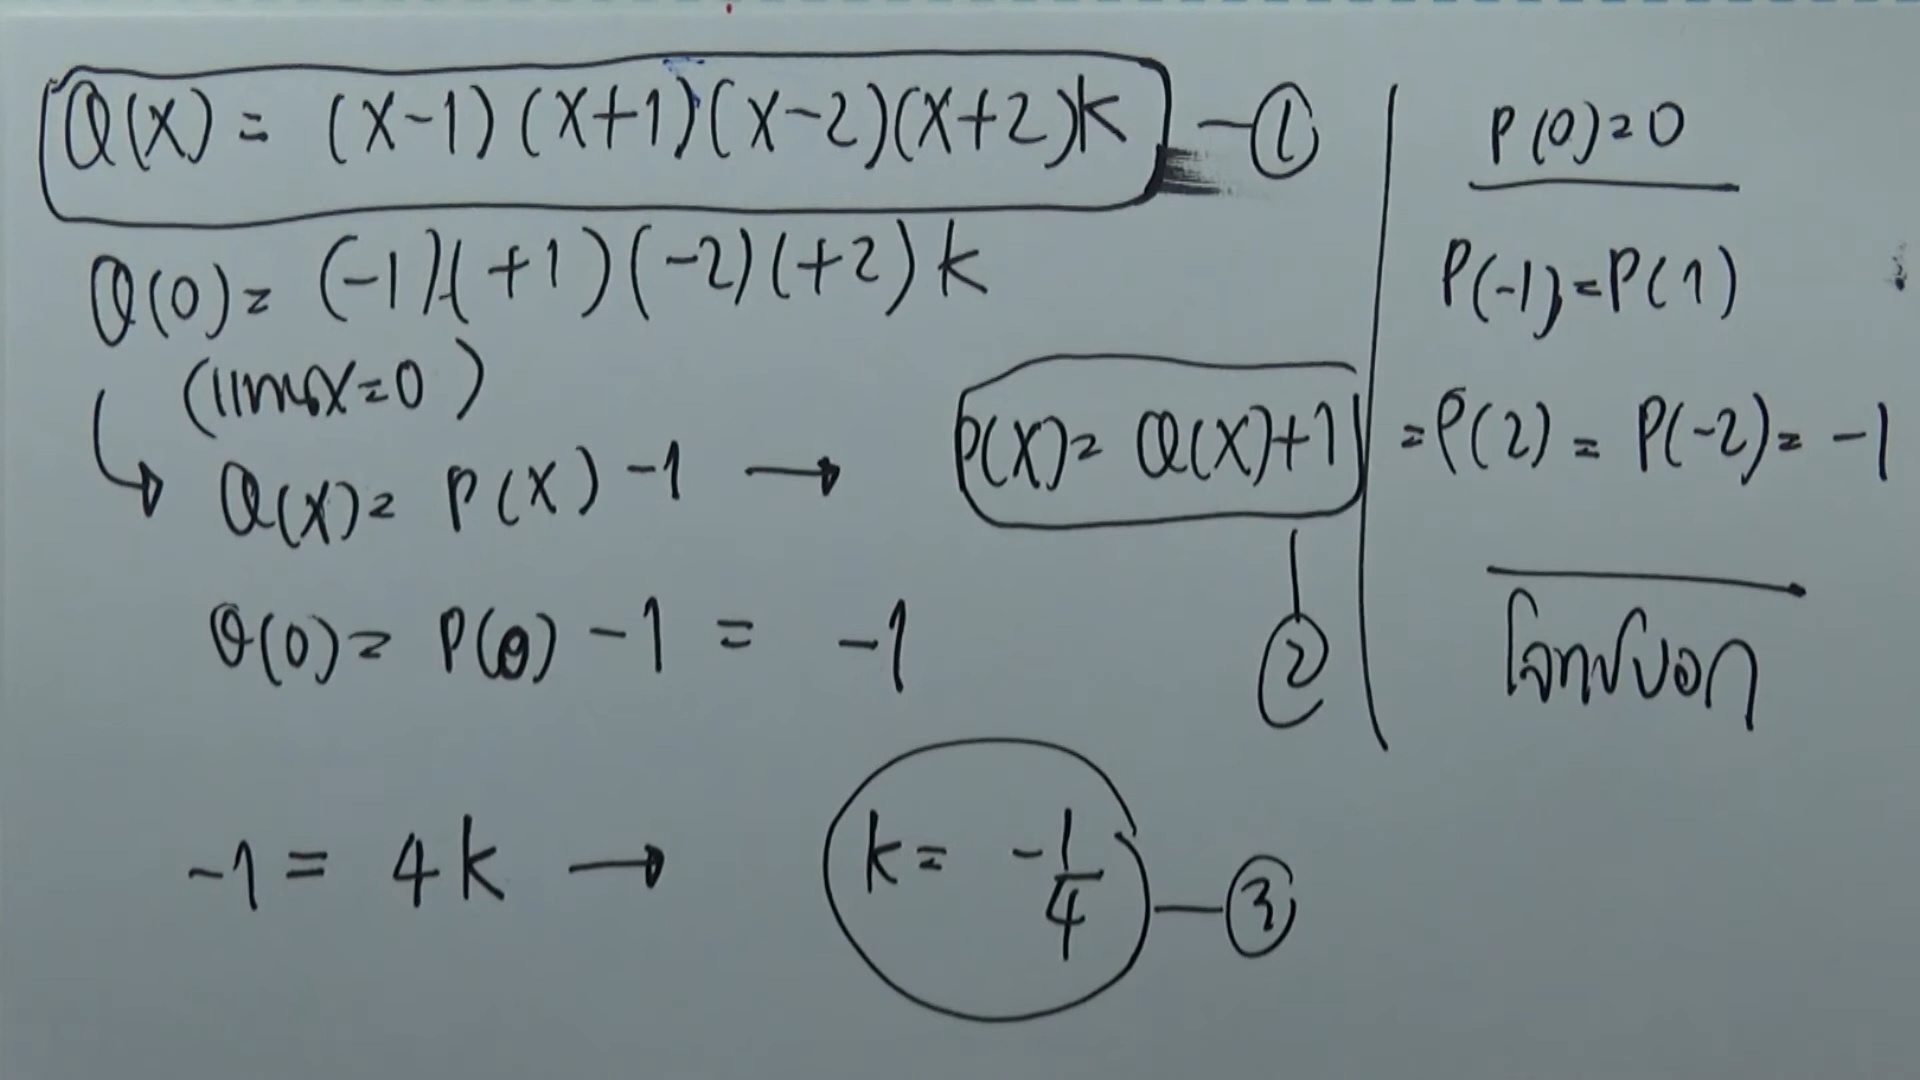 Q(x) = (x-1)(x+1)(x-2)(x+2)k —①
Q(0) = (-1)(+1)(-2)(+2)k
(แทน x=0)
Q(x) = P(x) -1 → P(x) = Q(x)+1
②
Q(0) = P(0) -1 = -1
-1 = 4k → k = -1/4 —③
P(0)=0
P(-1)=P(1)
=P(2) = P(-2) = -1
โจทย์บอก